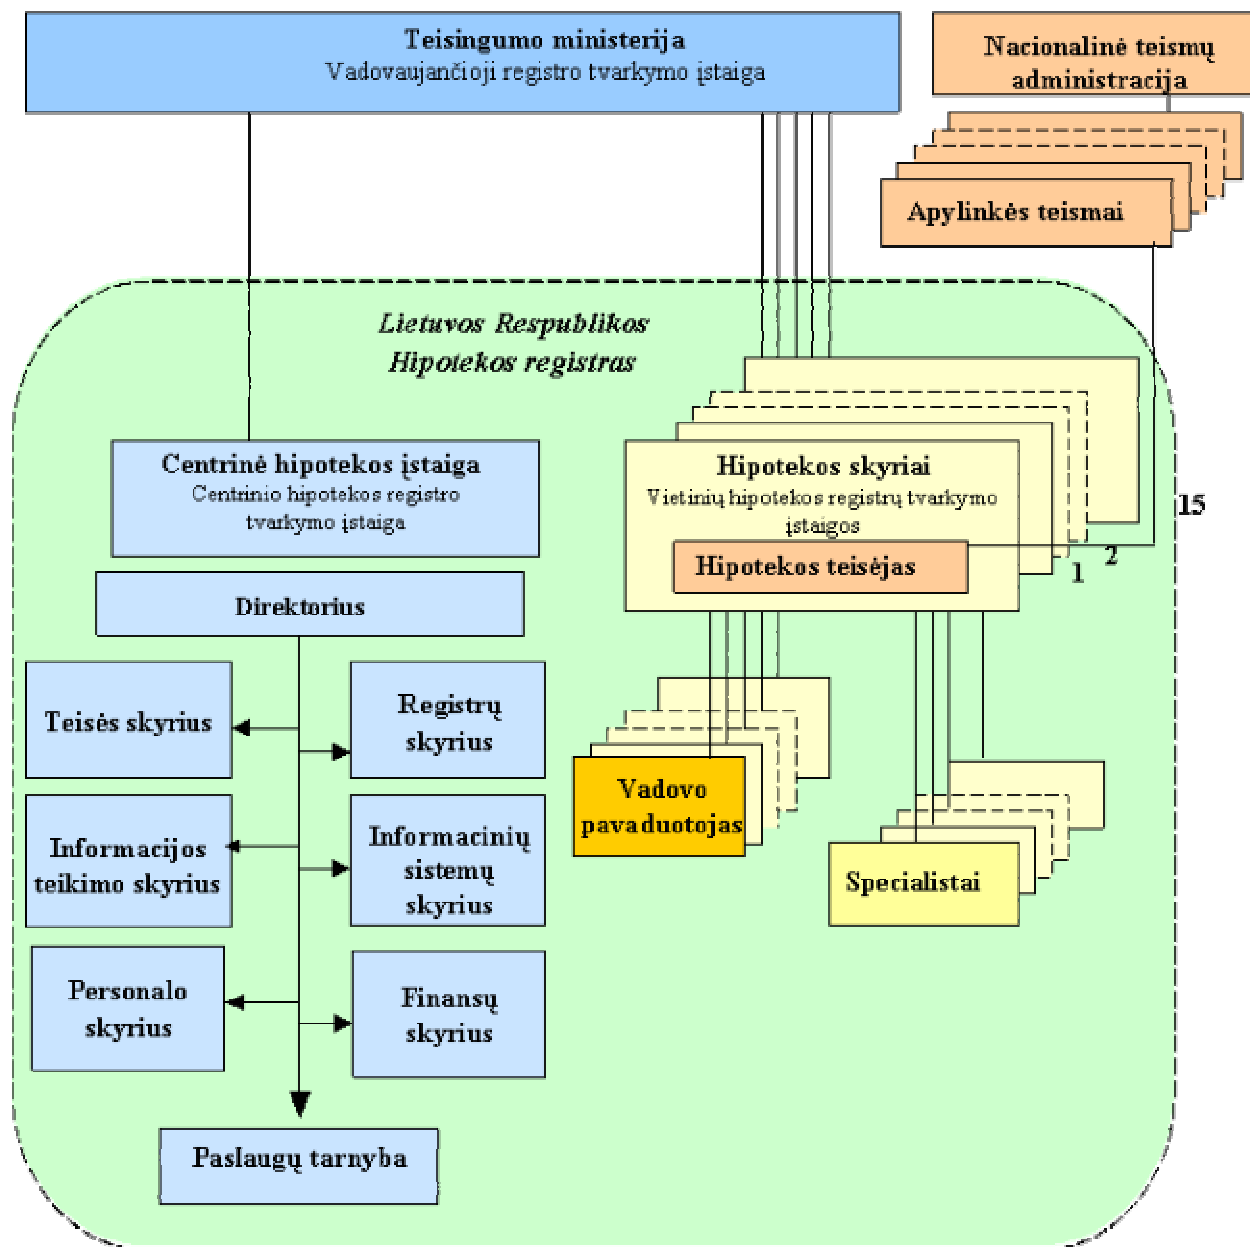 Teisingumo ministerija
Vadovaujančioji registro tvarkymo įstaiga
Nacionalinė teismų
administracija
Apylinkės teismai
Lietuvos Respublikos
Hipotekos registras
Centrinė hipotekos įstaiga
Centrinio hipotekos registro
tvarkymo įstaiga
Hipotekos skyriai
Vietinių hipotekos registrų tvarkymo
įstaigos
Hipotekos teisėjas
1
2
15
Direktorius
Teisės skyrius
Registrų
skyrius
Informacijos
teikimo skyrius
Informacinių
sistemų
skyrius
Personalo
skyrius
Finansų
skyrius
Paslaugų tarnyba
Vadovo
pavaduotojas
Specialistai